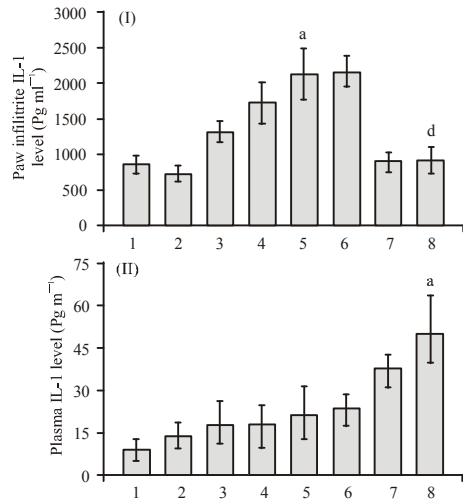 (I)
Paw infilitrite IL-1
level (Pg ml⁻¹)
3000
2500
2000
1500
1000
500
0
a
d
1 2 3 4 5 6 7 8
(II)
Plasma IL-1 level (Pg m⁻¹)
75
60
45
30
15
0
a
1 2 3 4 5 6 7 8